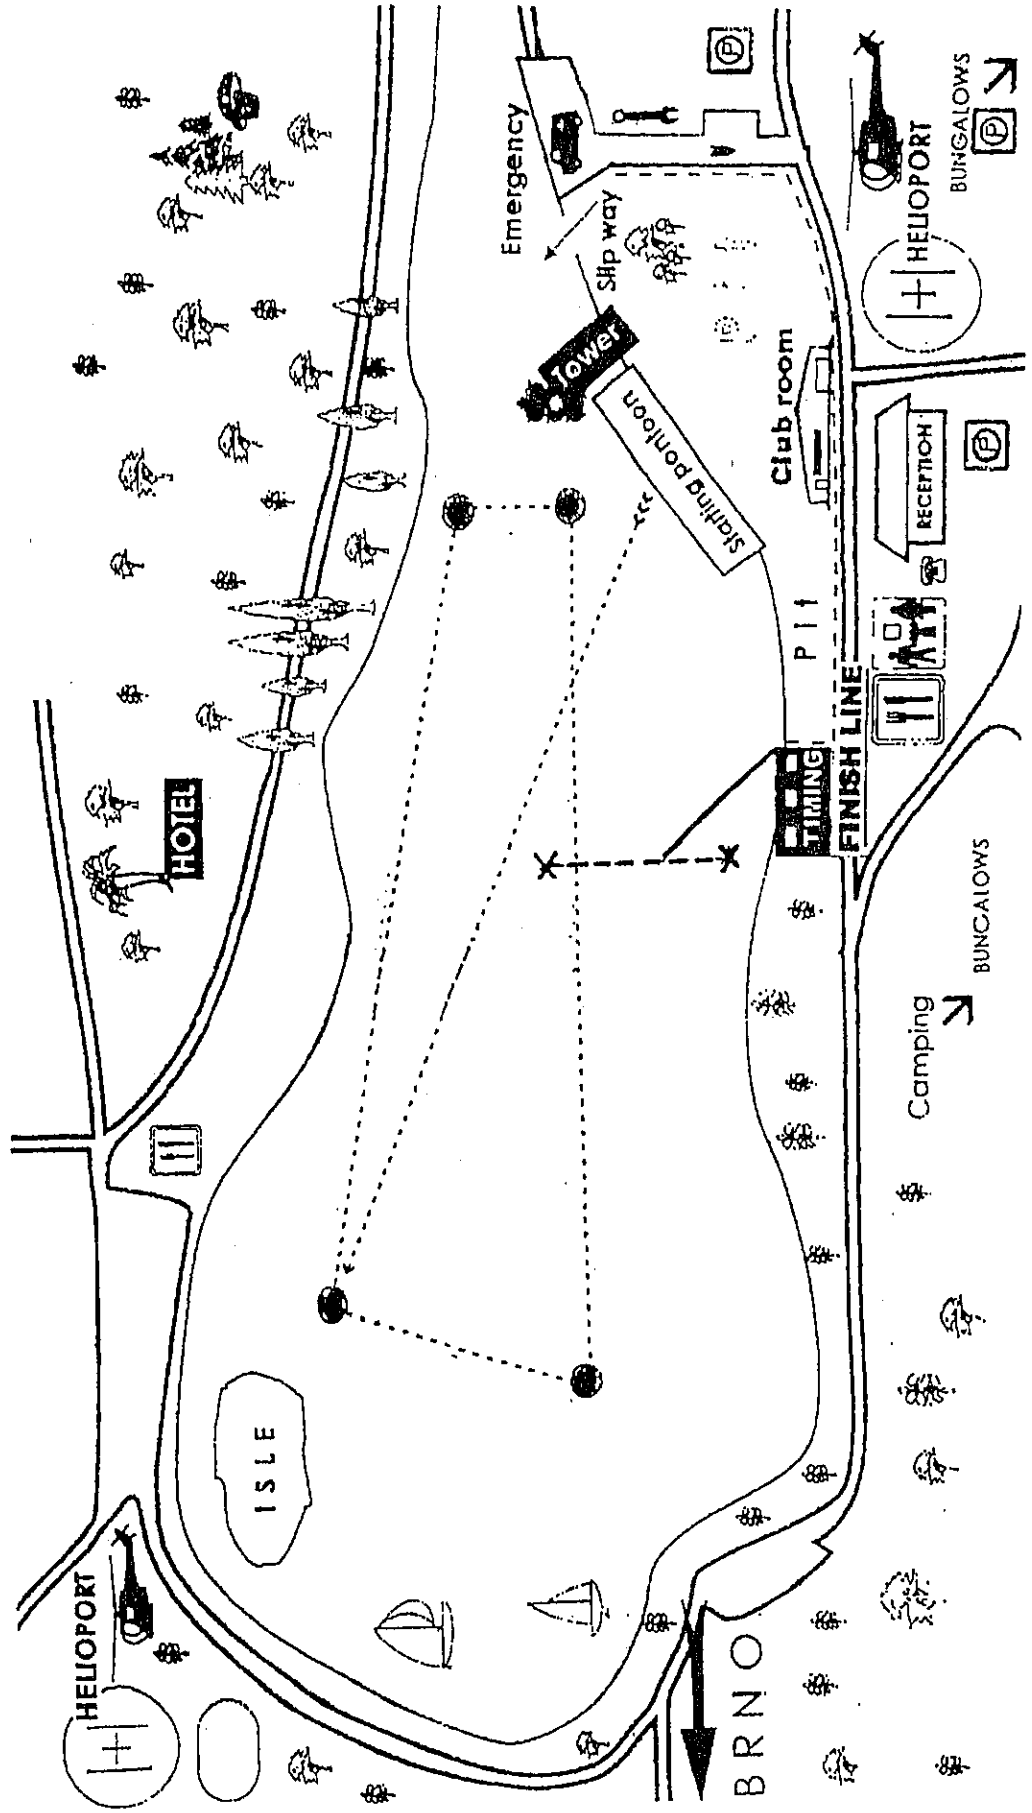 HELIOPORT
H
HOTEL
ISLE
Emergency
Slip way
Tower
Starting pontoon
P
BRNO
Club room
Pit
TIMING
FINISH LINE
HELIOPORT
H
RECEPTION
Camping
BUNGALOWS
P
P
BUNGALOWS